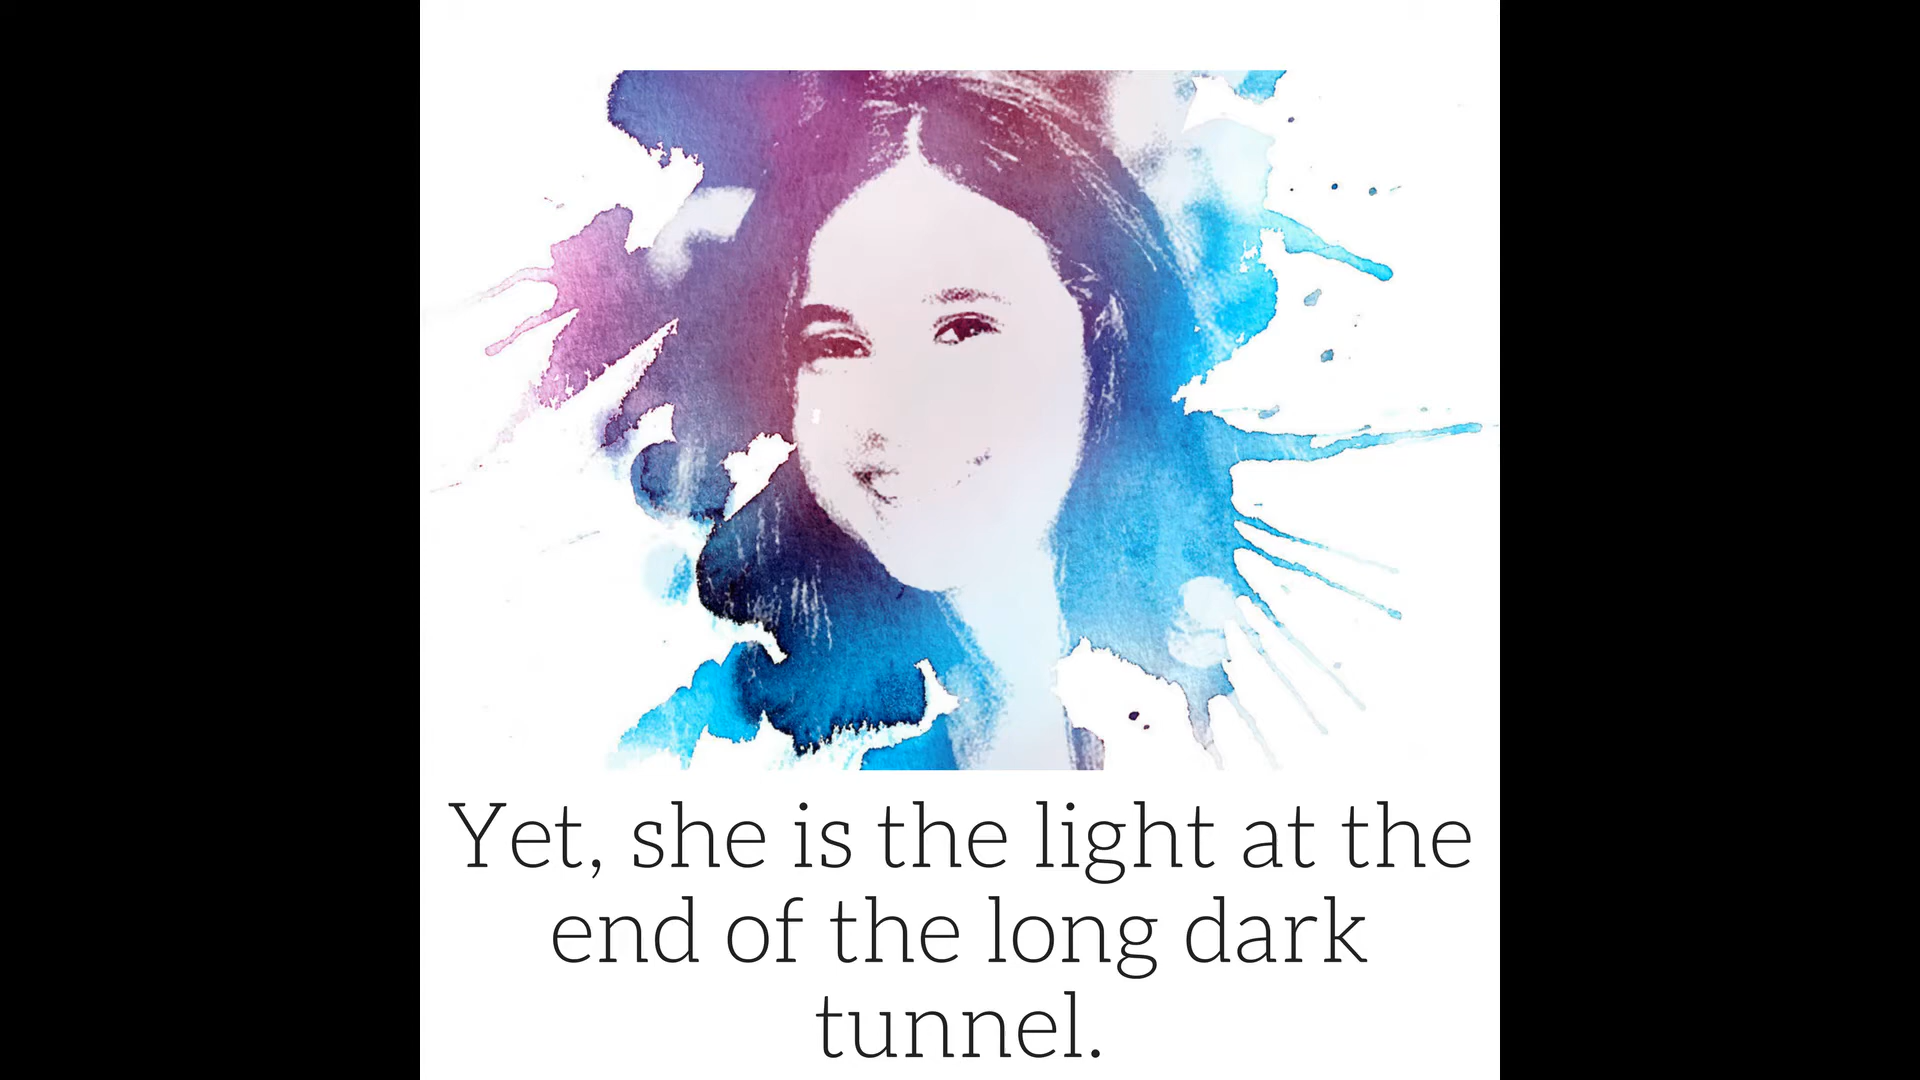 Yet, she is the light at the
end of the long dark
tunnel.